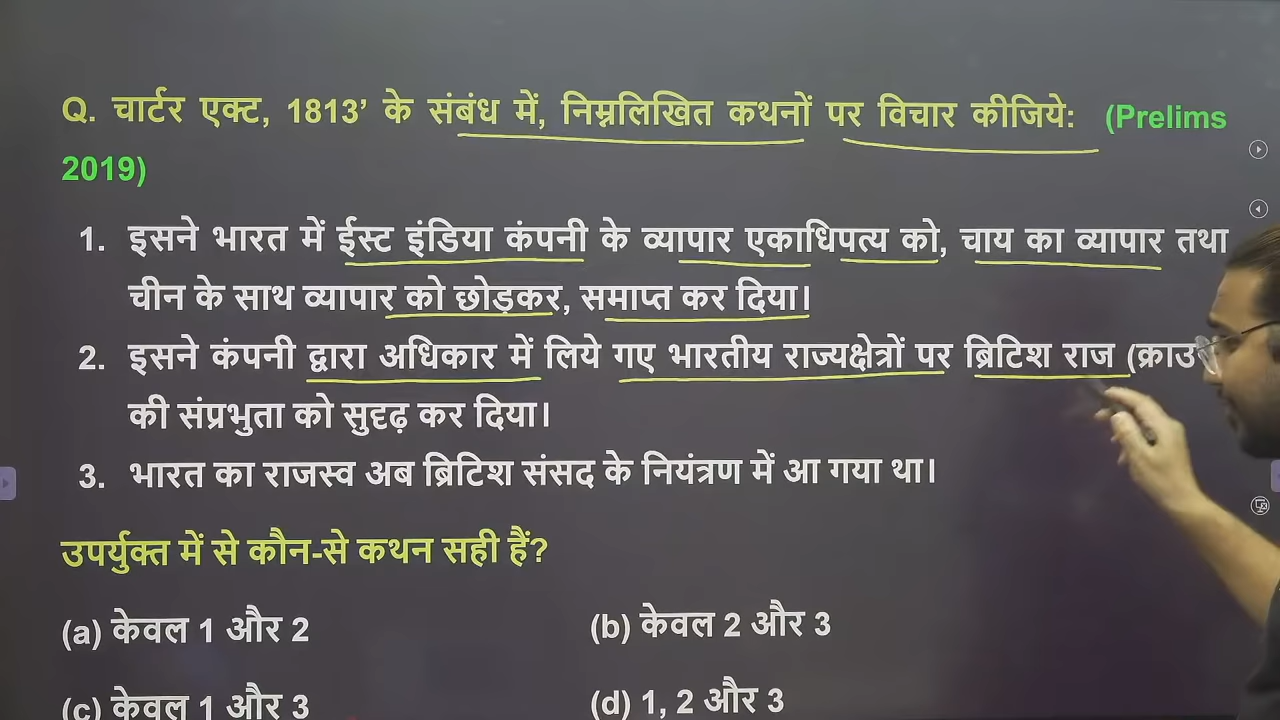 Q. चार्टर एक्ट, 1813’ के संबंध में, निम्नलिखित कथनों पर विचार कीजिये: (Prelims
2019)
1. इसने भारत में ईस्ट इंडिया कंपनी के व्यापार एकाधिपत्य को, चाय का व्यापार तथा
चीन के साथ व्यापार को छोड़कर, समाप्त कर दिया।
2. इसने कंपनी द्वारा अधिकार में लिये गए भारतीय राज्यक्षेत्रों पर ब्रिटिश राज
की संप्रभुता को सुदृढ़ कर दिया।
3. भारत का राजस्व अब ब्रिटिश संसद के नियंत्रण में आ गया था।
उपर्युक्त में से कौन-से कथन सही हैं?
(a) केवल 1 और 2 (b) केवल 2 और 3
(c) केवल 1 और 3 (d) 1, 2 और 3